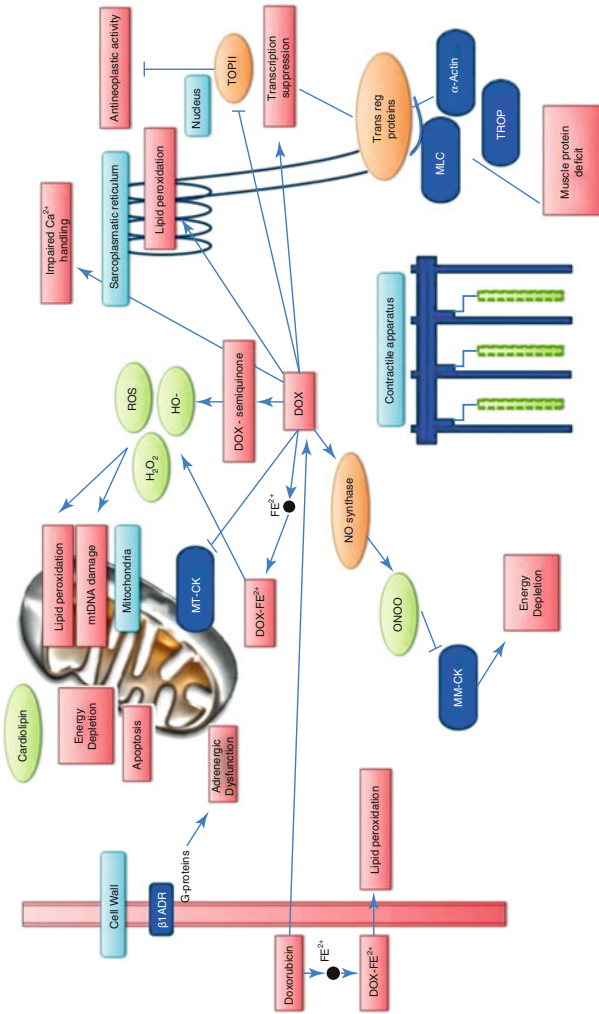 Cell Wall
β1ADR
G-proteins
Adrenergic
Dysfunction
Doxorubicin
FE2+
DOX-FE2+
Lipid peroxidation
Cardiolipin
Energy
Depletion
Apoptosis
Lipid peroxidation
mtDNA damage
Mitochondria
MT-CK
DOX-FE2+
FE2+
H2O2
ROS
HO-
DOX - semiquinone
DOX
NO synthase
ONOO
MM-CK
Energy
Depletion
Impaired Ca2+
handling
Sarcoplasmatic reticulum
Lipid peroxidation
Antineoplastic activity
Nucleus
TOPII
Transcription
suppression
Trans reg
proteins
MLC
α-Actin
TROP
Muscle protein
deficit
Contractile apparatus